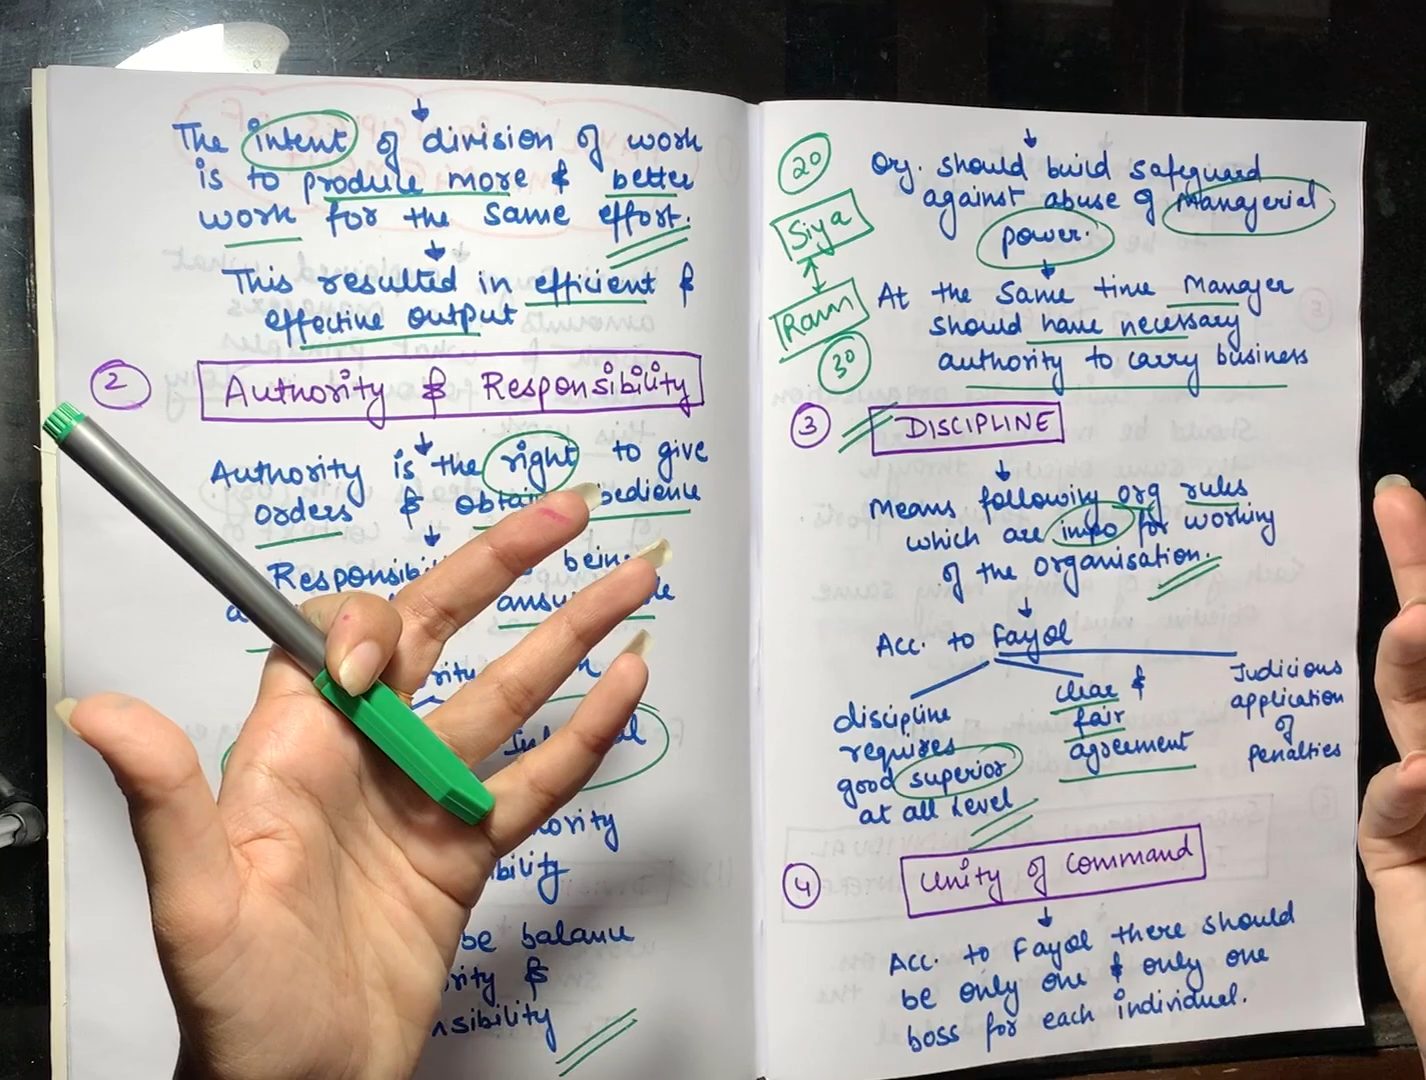 The intent of division of work
is to produce more & better
work for the same effort.
This resulted in efficient &
effective output
2 Authority & Responsibility
Authority is the right to give
orders & obtain obedience
being
be balance
20
Siya
Ram
30
Org. should build safeguard
against abuse of managerial
power.
At the same time Manager
should have necessary
authority to carry business
3 DISCIPLINE
Means following org rules
which are impo for working
of the organisation.
Acc. to Fayol
discipline
requires
good superior
at all level
clear &
fair
agreement
Judicious
application
of
penalties
4 Unity of command
Acc. to Fayol there should
be only one & only one
boss for each individual.